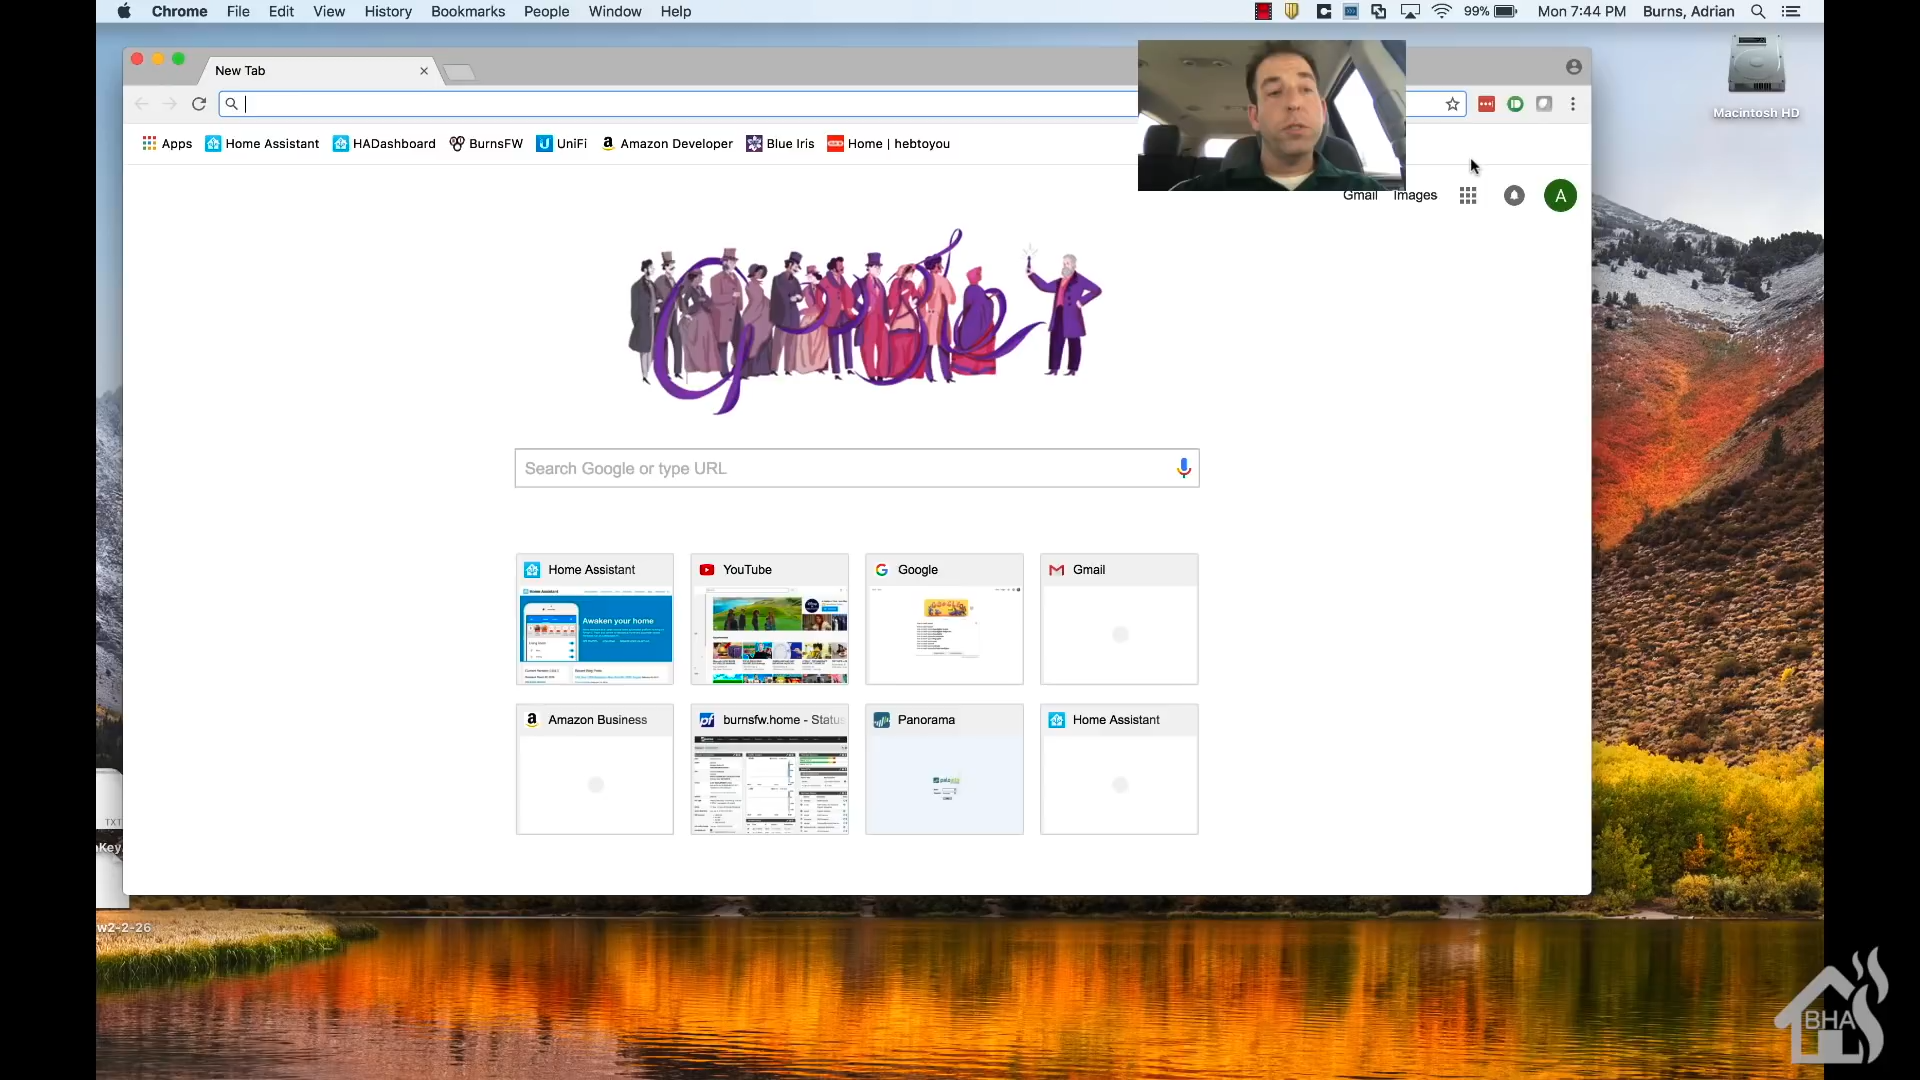 Chrome File Edit View History Bookmarks People Window Help 99% Mon 7:44 PM Burns, Adrian
New Tab
Macintosh HD
Apps Home Assistant HADashboard BurnsFW UniFi Amazon Developer Blue Iris Home | hebtoyou
Gmail Images A
Google
Search Google or type URL
Home Assistant YouTube Google Gmail
Awaken your home
Amazon Business burnsfw.home - Status Panorama Home Assistant
TXT
w2-2-26
BHA